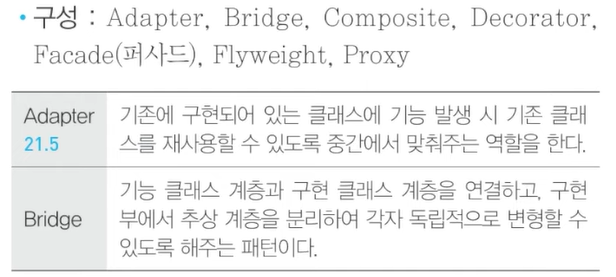 • 구성 : Adapter, Bridge, Composite, Decorator,
Facade(퍼사드), Flyweight, Proxy
Adapter
21.5
기존에 구현되어 있는 클래스에 기능 발생 시 기존 클래
스를 재사용할 수 있도록 중간에서 맞춰주는 역할을 한다.
Bridge
기능 클래스 계층과 구현 클래스 계층을 연결하고, 구현
부에서 추상 계층을 분리하여 각자 독립적으로 변형할 수
있도록 해주는 패턴이다.